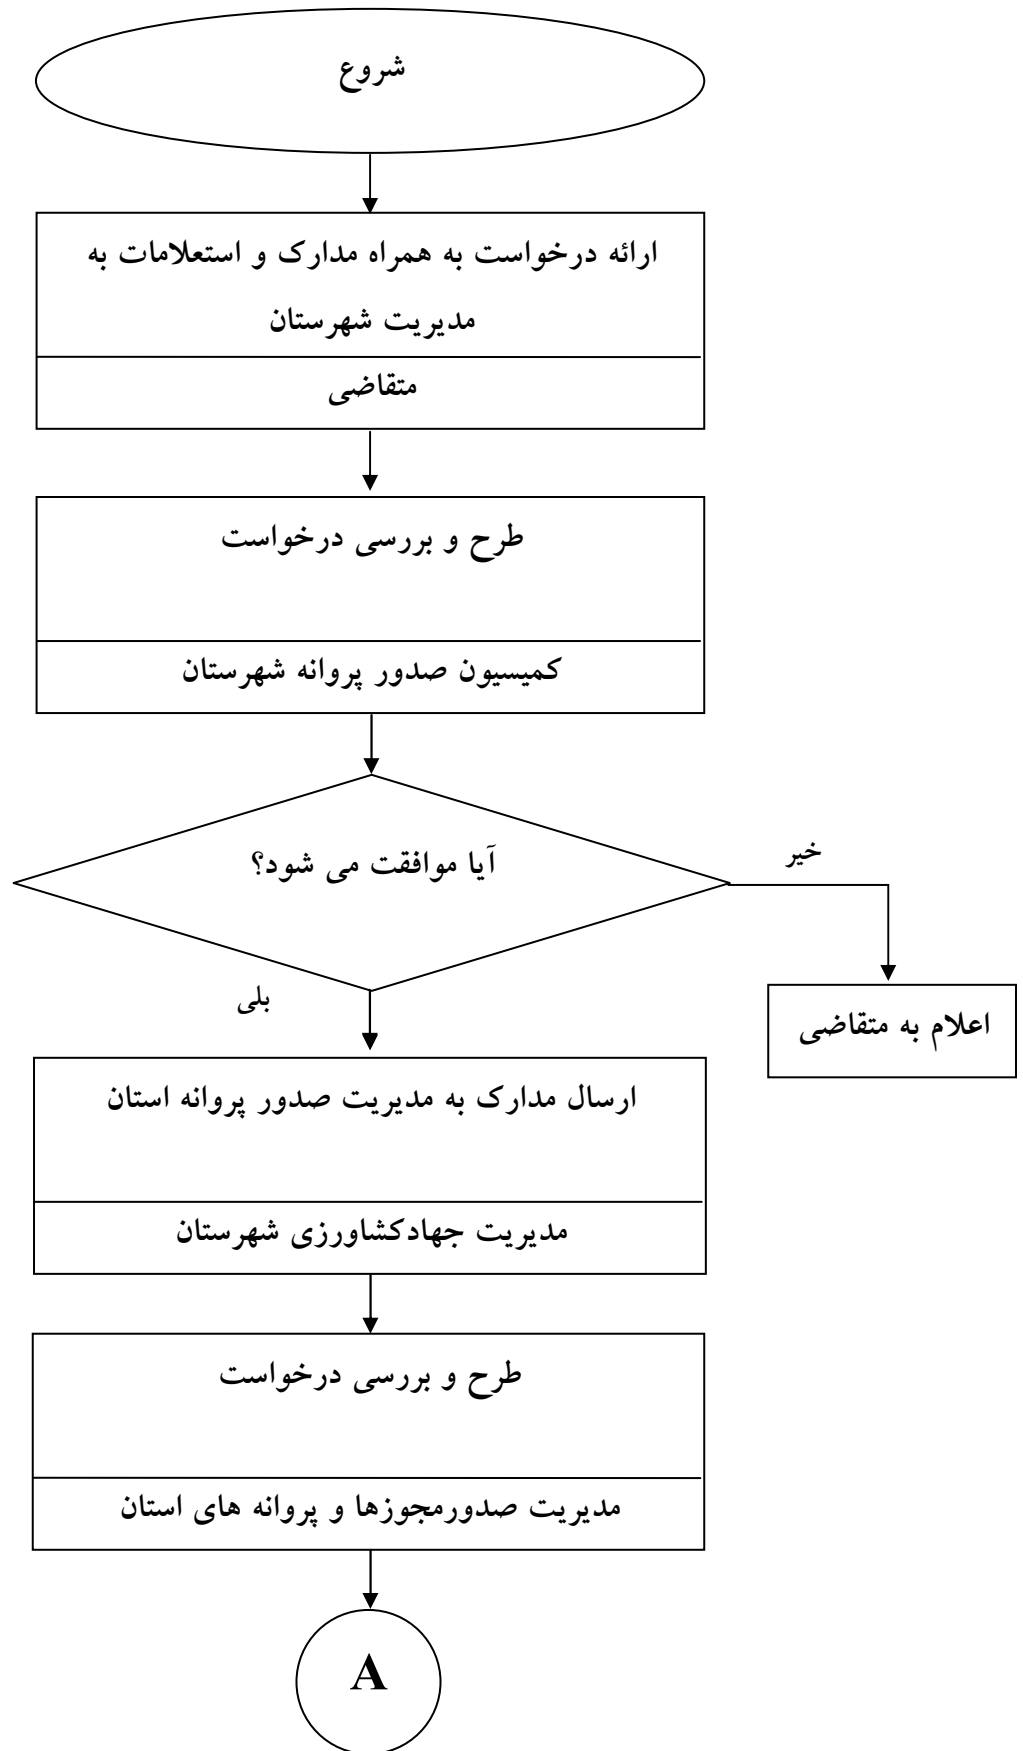 شروع
ارائه درخواست به همراه مدارک و استعلامات به
مدیریت شهرستان
متقاضی
طرح و بررسی درخواست
کمیسیون صدور پروانه شهرستان
آیا موافقت می شود؟
خیر
بلی
اعلام به متقاضی
ارسال مدارک به مدیریت صدور پروانه استان
مدیریت جهادکشاورزی شهرستان
طرح و بررسی درخواست
مدیریت صدورمجوزها و پروانه های استان
A